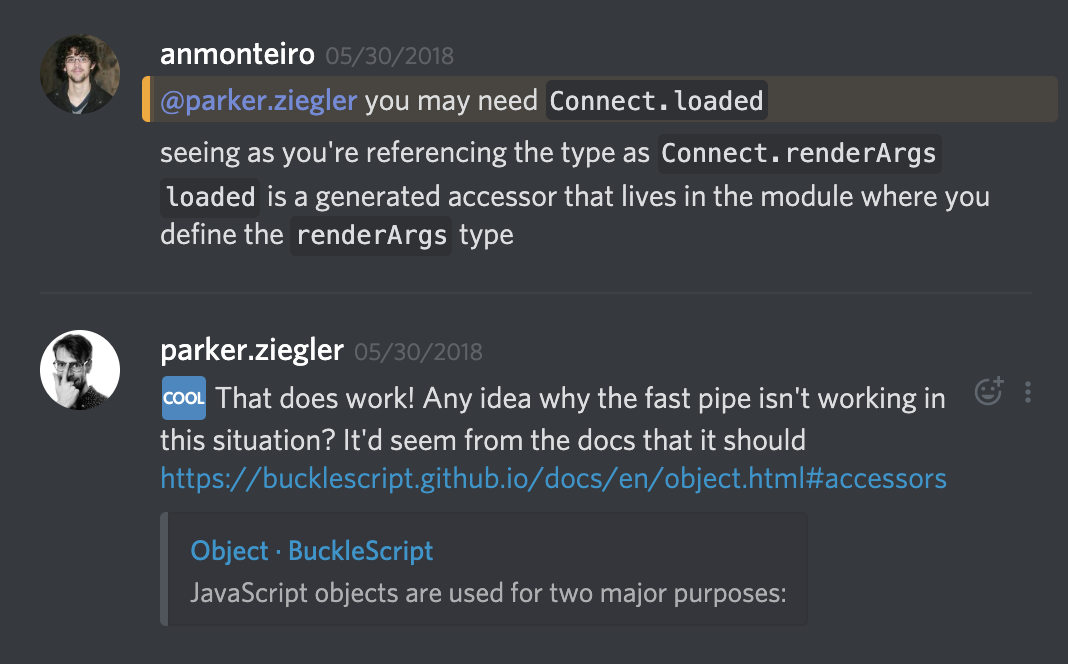 anmonteiro 05/30/2018
@parker.ziegler you may need Connect.loaded
seeing as you're referencing the type as Connect.renderArgs
loaded is a generated accessor that lives in the module where you
define the renderArgs type
parker.ziegler 05/30/2018
COOL That does work! Any idea why the fast pipe isn't working in
this situation? It'd seem from the docs that it should
https://bucklescript.github.io/docs/en/object.html#accessors
Object · BuckleScript
JavaScript objects are used for two major purposes: